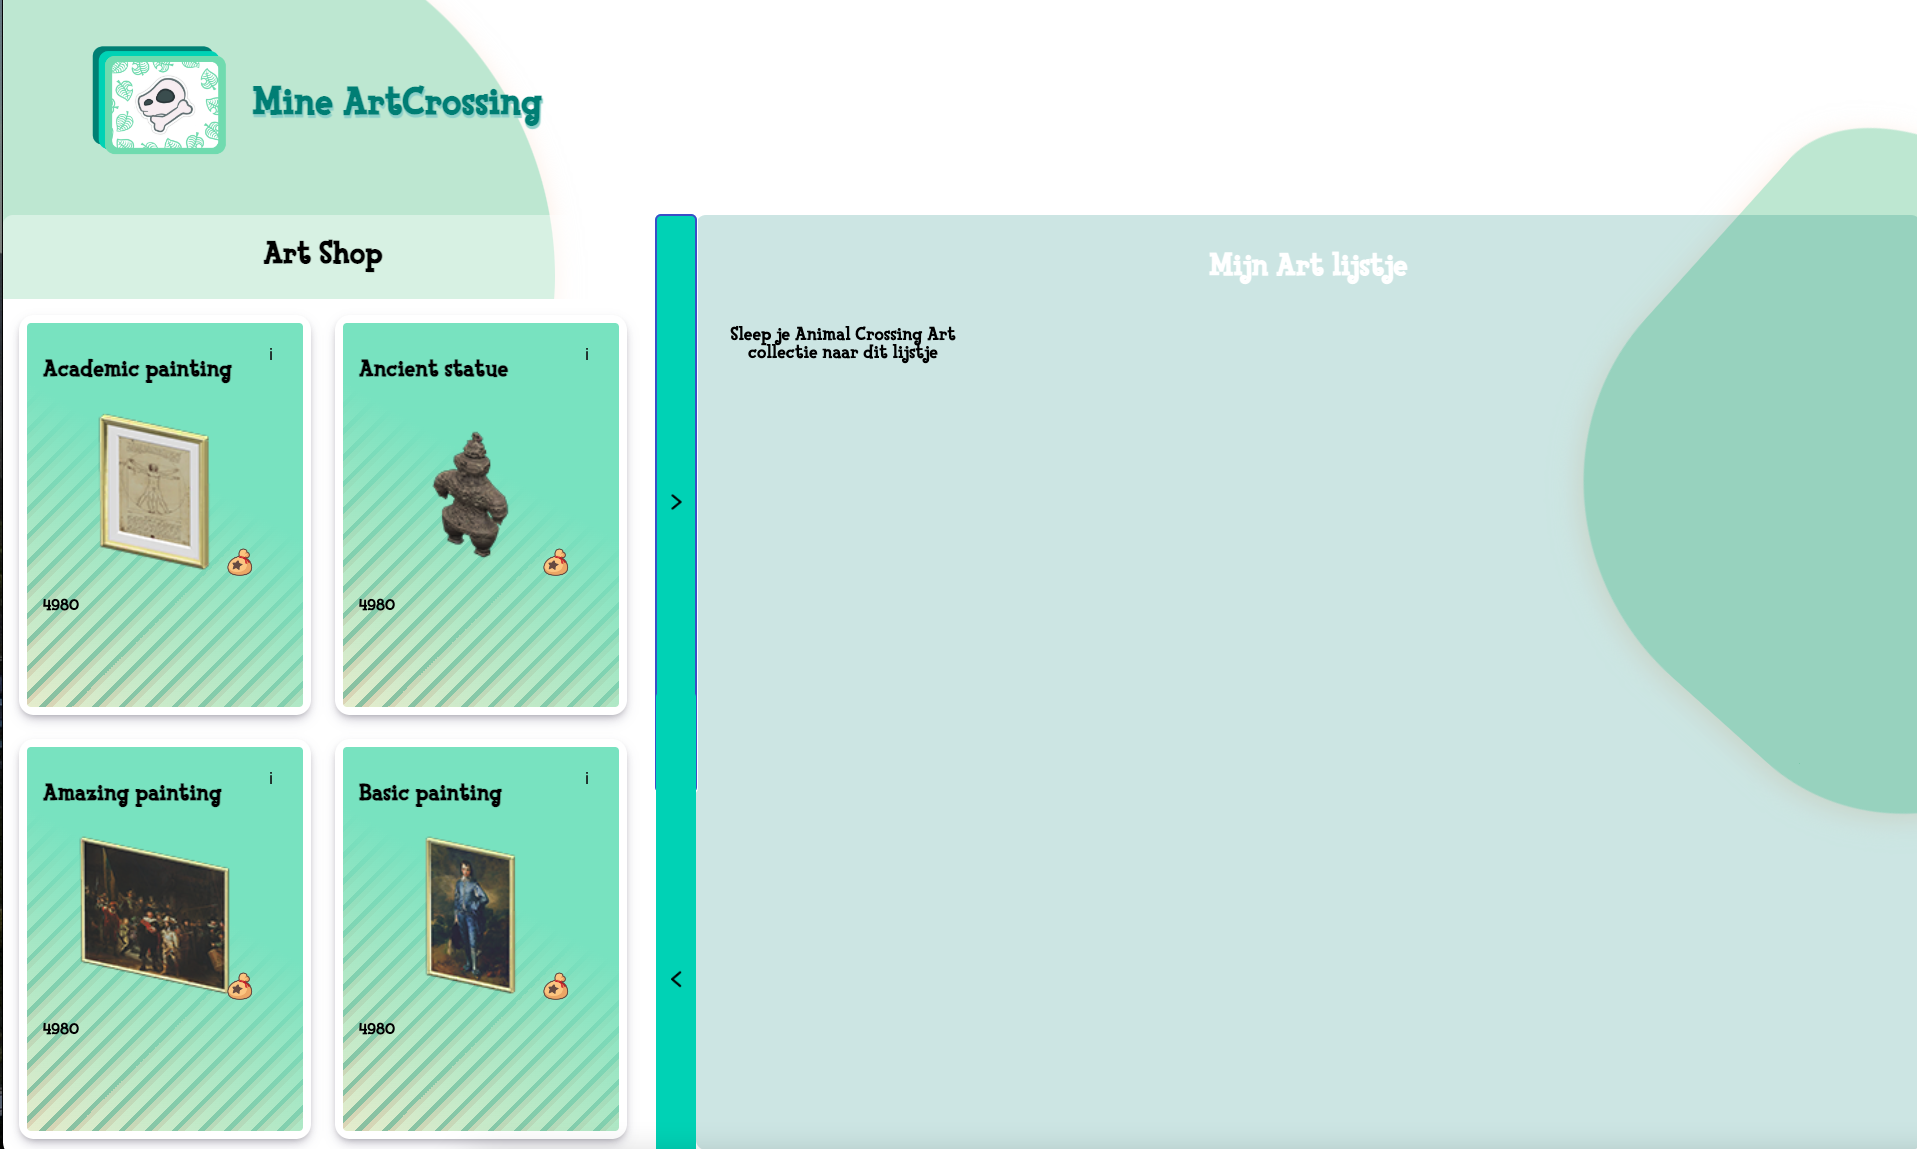 Mine ArtCrossing
Art Shop
Academic painting
i
4980
Ancient statue
i
4980
Amazing painting
i
4980
Basic painting
i
4980
>
<
Mijn Art lijstje
Sleep je Animal Crossing Art
collectie naar dit lijstje